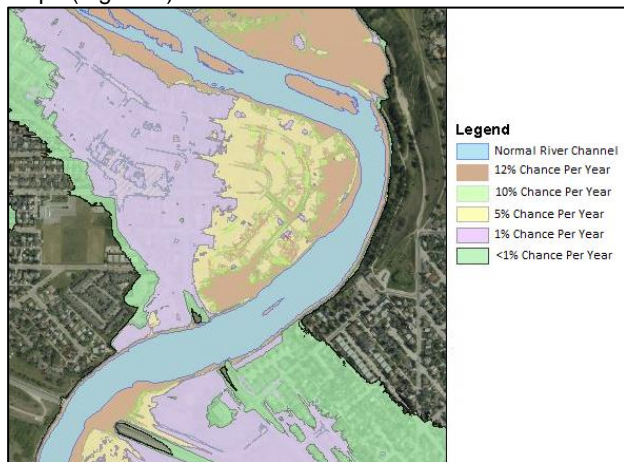 Legend
Normal River Channel
12% Chance Per Year
10% Chance Per Year
5% Chance Per Year
1% Chance Per Year
<1% Chance Per Year